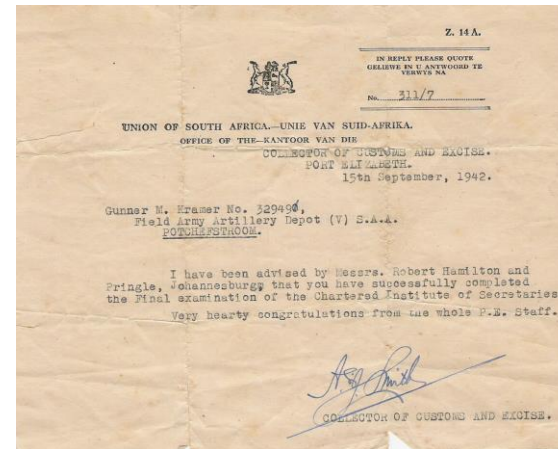 Z. 14 A.
IN REPLY PLEASE QUOTE
GELIEWE IN U ANTWOORD TE
VERWYS NA
No. 311/7
UNION OF SOUTH AFRICA.—UNIE VAN SUID-AFRIKA.
OFFICE OF THE—KANTOOR VAN DIE
COLLECTOR OF CUSTOMS AND EXCISE.
PORT ELIZABETH.
15tn September, 1942.
Gunner M. Kramer No. 329490,
Field Army Artillery Depot (V) S.A.A.
POTCHEFSTROOM.
I have been advised by Messrs. Robert Hamilton and
Pringle, Johannesburg, that you have successfully completed
the Final examination of the Chartered Institute of Secretaries
Very hearty congratulations from the whole P.E. Staff.
Smith
COLLECTOR OF CUSTOMS AND EXCISE.